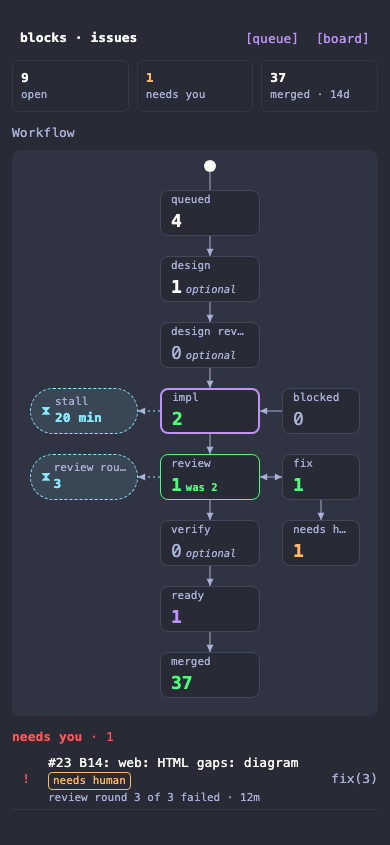 blocks · issues [queue] [board]
9
open
1
needs you
37
merged · 14d
Workflow
queued
4
design
1 optional
design rev…
0 optional
stall
20 min
impl
2
blocked
0
review rou…
3
review
1 was 2
fix
1
verify
0 optional
needs h…
1
ready
1
merged
37
needs you · 1
! #23 B14: web: HTML gaps: diagram
needs human
fix(3)
review round 3 of 3 failed · 12m